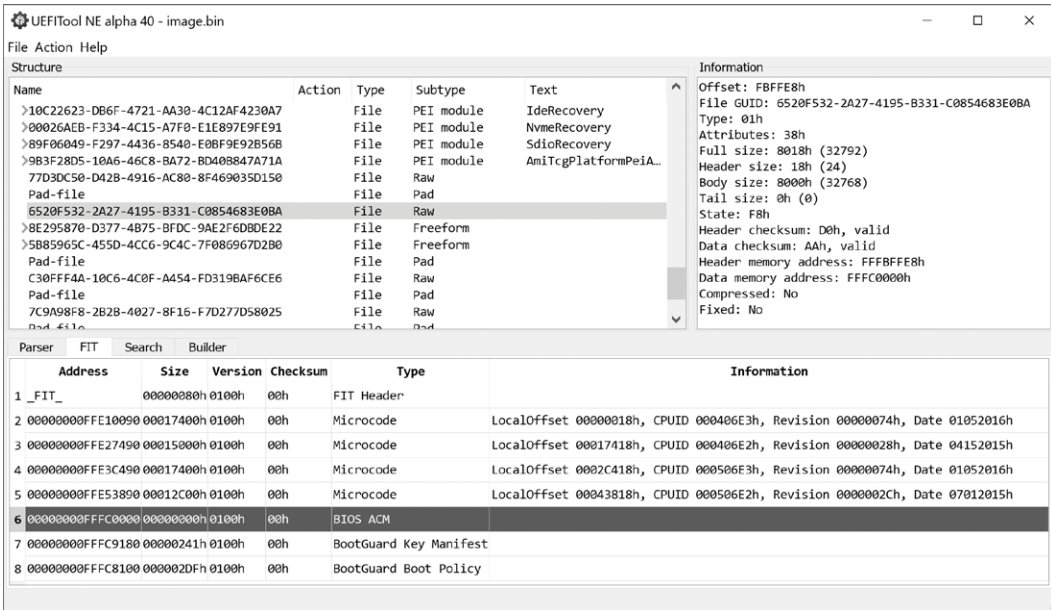 UEFITool NE alpha 40 - image.bin
File Action Help
Structure
Name Action Type Subtype Text
10C22623-DB6F-4721-AA30-4C12AF4230A7 File PEI module IdeRecovery
00026AEB-F334-4C15-A7F0-E1E897E9FE91 File PEI module NvmeRecovery
89F06049-F297-4436-8540-E0BF9E92B56B File PEI module SdioRecovery
9B3F28D5-10A6-46C8-BA72-BD40B847A71A File PEI module AmiTcgPlatformPeiA…
77D3DC50-D42B-4916-AC80-8F469035D150 File Raw
Pad-file File Pad
6520F532-2A27-4195-B331-C0854683E0BA File Raw
8E295870-D377-4B75-BFDC-9AE2F6DBDE22 File Freeform
5B85965C-455D-4CC6-9C4C-7F086967D2B0 File Freeform
Pad-file File Pad
C30FFF4A-10C6-4C0F-A454-FD319BAF6CE6 File Raw
Pad-file File Pad
7C9A98F8-2B2B-4027-8F16-F7D277D58025 File Raw
Pad-file File Pad
Information
Offset: FBFFE8h
File GUID: 6520F532-2A27-4195-B331-C0854683E0BA
Type: 01h
Attributes: 38h
Full size: 8018h (32792)
Header size: 18h (24)
Body size: 8000h (32768)
Tail size: 0h (0)
State: F8h
Header checksum: D0h, valid
Data checksum: AAh, valid
Header memory address: FFFBFFE8h
Data memory address: FFFC0000h
Compressed: No
Fixed: No
Parser FIT Search Builder
Address Size Version Checksum Type Information
1 _FIT_ 00000080h 0100h 00h FIT Header
2 00000000FFE10090 00017400h 0100h 00h Microcode LocalOffset 00000018h, CPUID 000406E3h, Revision 00000074h, Date 01052016h
3 00000000FFE27490 00015000h 0100h 00h Microcode LocalOffset 00017418h, CPUID 000406E2h, Revision 00000028h, Date 04152015h
4 00000000FFE3C490 00017400h 0100h 00h Microcode LocalOffset 0002C418h, CPUID 000506E3h, Revision 00000074h, Date 01052016h
5 00000000FFE53890 00012C00h 0100h 00h Microcode LocalOffset 00043818h, CPUID 000506E2h, Revision 0000002Ch, Date 07012015h
6 00000000FFFC0000 00000000h 0100h 00h BIOS ACM
7 00000000FFFC9180 00000241h 0100h 00h BootGuard Key Manifest
8 00000000FFFC8100 000002DFh 0100h 00h BootGuard Boot Policy